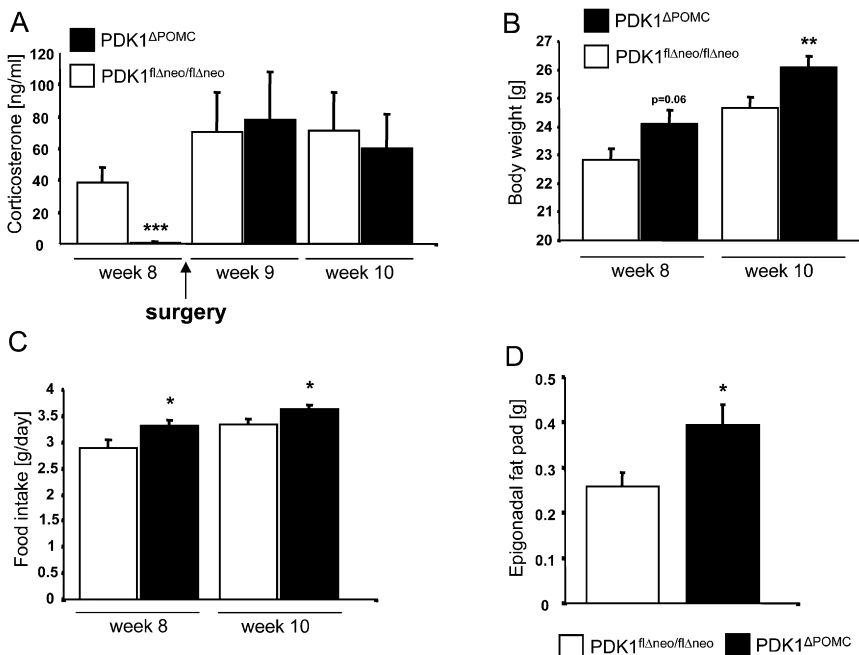 A
PDK1ΔPOMC
PDK1flΔneo/flΔneo
Corticosterone [ng/ml]
120
100
80
60
40
20
0
***
week 8
week 9
week 10
surgery
B
PDK1ΔPOMC
PDK1flΔneo/flΔneo
Body weight [g]
27
26
25
24
23
22
21
20
p=0.06
**
week 8
week 10
C
Food intake [g/day]
4
3.5
3
2.5
2
1.5
1
0.5
0
*
*
week 8
week 10
D
Epigonadal fat pad [g]
0.5
0.4
0.3
0.2
0.1
0
*
PDK1flΔneo/flΔneo
PDK1ΔPOMC